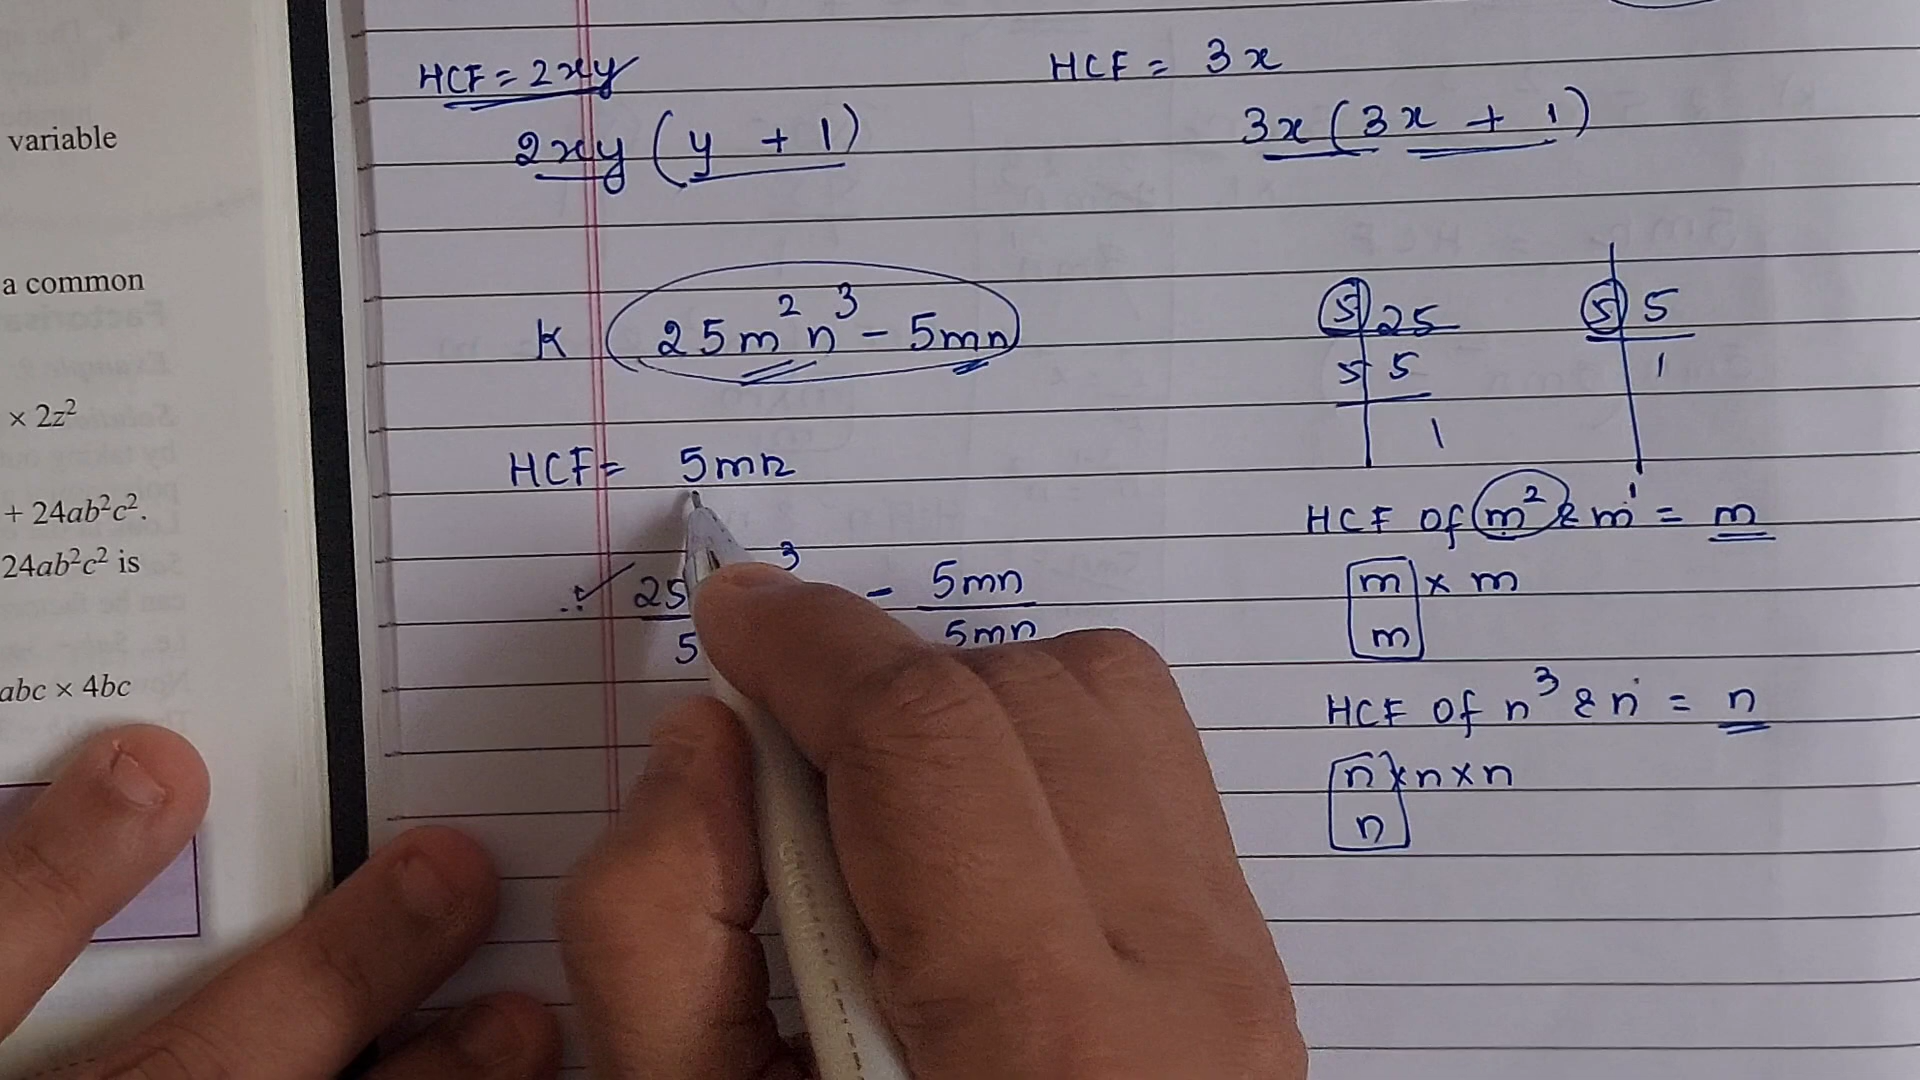 variable
a common
× 2z²
+ 24ab²c².
24ab²c² is
abc × 4bc
HCF = 2xy
2xy (y + 1)
HCF = 3x
3x (3x + 1)
k 25m²n³ - 5mn
HCF = 5mn
∴ 25 ³ - 5mn
5 5mn
5 25
5 5
1
5 5
1
HCF of m² & m¹ = m
m × m
m
HCF of n³ & n = n
n × n × n
n